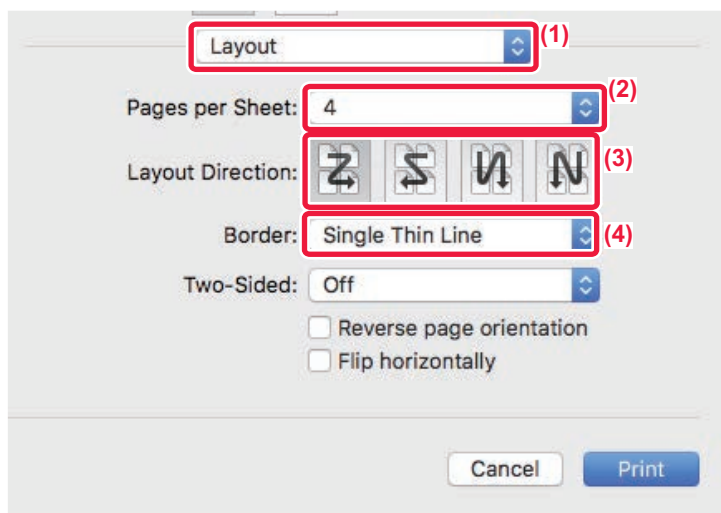 Layout (1)
Pages per Sheet: 4 (2)
Layout Direction: (3)
Border: Single Thin Line (4)
Two-Sided: Off
Reverse page orientation
Flip horizontally
Cancel Print